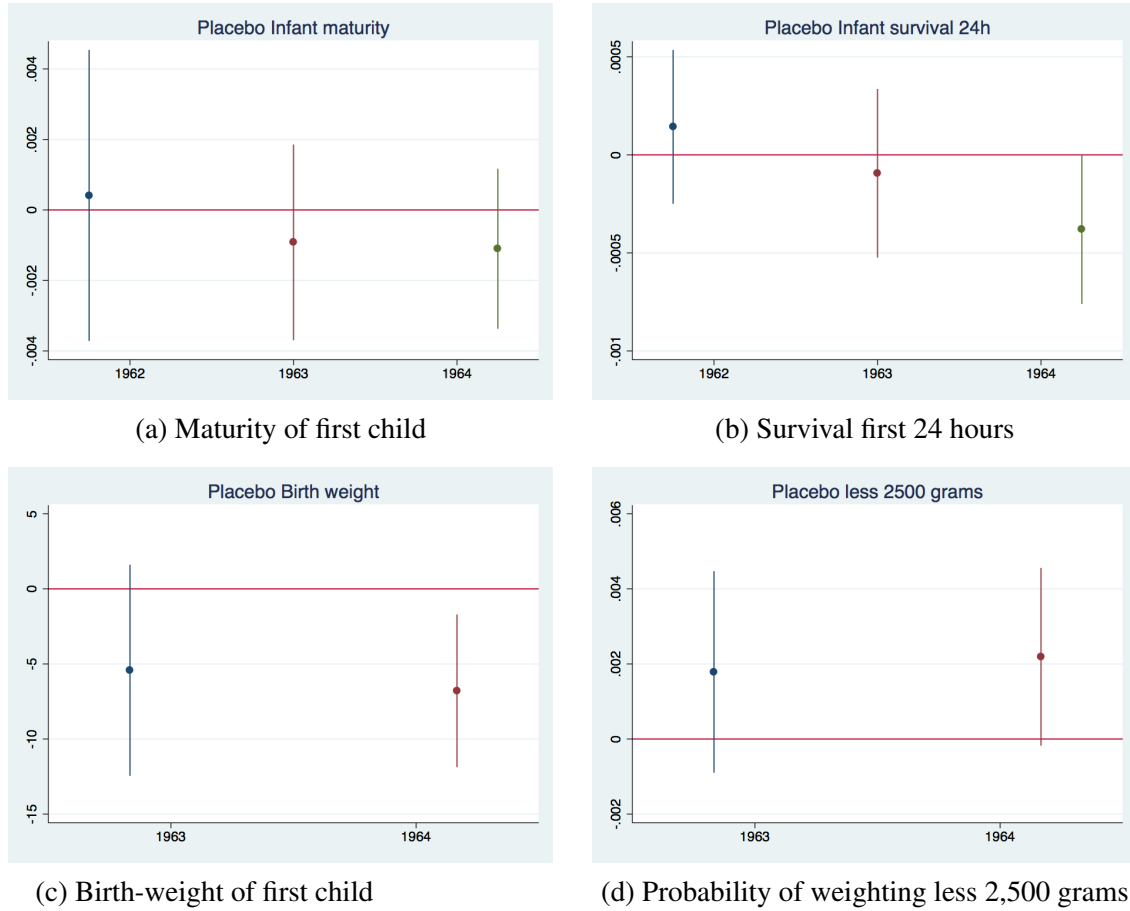 Placebo Infant maturity
.004
.002
0
-.002
-.004
1962 1963 1964
(a) Maturity of first child
Placebo Infant survival 24h
.0005
0
-.0005
-.001
1962 1963 1964
(b) Survival first 24 hours
Placebo Birth weight
5
0
-5
-10
-15
1963 1964
(c) Birth-weight of first child
Placebo less 2500 grams
.006
.004
.002
0
-.002
1963 1964
(d) Probability of weighting less 2,500 grams